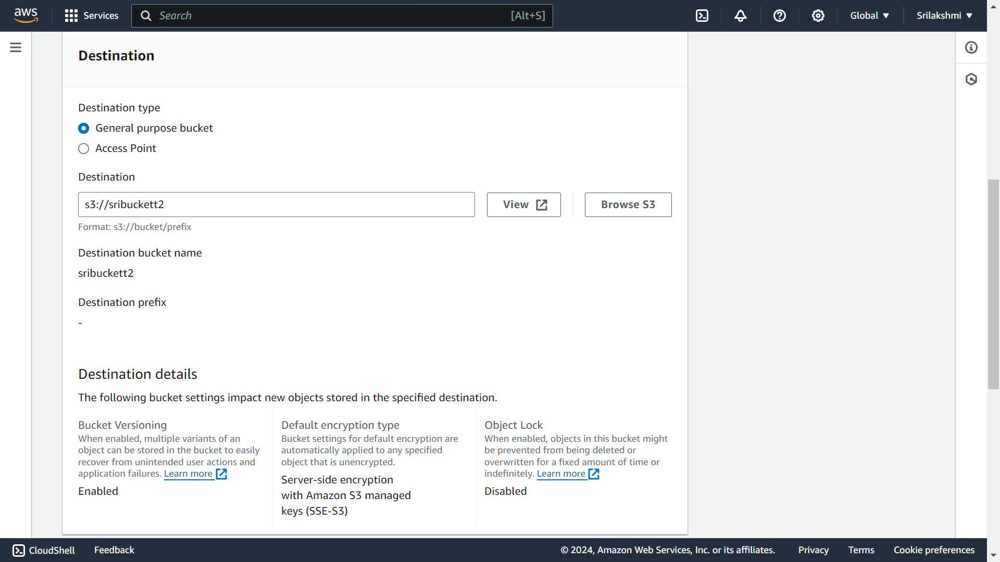 aws
Services
Search
[Alt+S]
Global
Srilakshmi
Destination
Destination type
General purpose bucket
Access Point
Destination
s3://sribuckett2
View
Browse S3
Format: s3://bucket/prefix
Destination bucket name
sribuckett2
Destination prefix
-
Destination details
The following bucket settings impact new objects stored in the specified destination.
Bucket Versioning
When enabled, multiple variants of an
object can be stored in the bucket to easily
recover from unintended user actions and
application failures. Learn more
Enabled
Default encryption type
Bucket settings for default encryption are
automatically applied to any specified
object that is unencrypted.
Server-side encryption
with Amazon S3 managed
keys (SSE-S3)
Object Lock
When enabled, objects in this bucket might
be prevented from being deleted or
overwritten for a fixed amount of time or
indefinitely. Learn more
Disabled
CloudShell
Feedback
© 2024, Amazon Web Services, Inc. or its affiliates.
Privacy
Terms
Cookie preferences